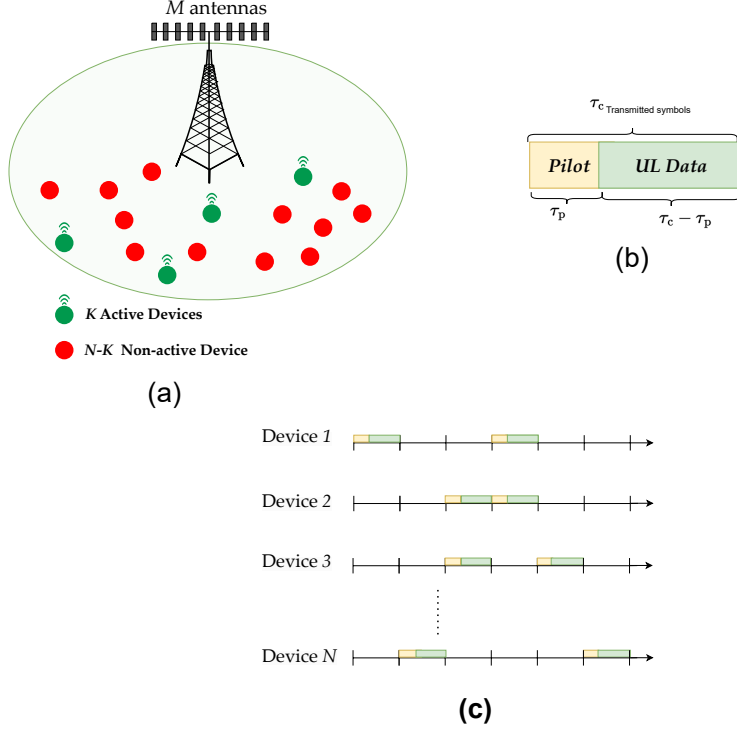 M antennas
K Active Devices
N-K Non-active Device
(a)
τc Transmitted symbols
Pilot UL Data
τp τc − τp
(b)
Device 1
Device 2
Device 3
Device N
(c)